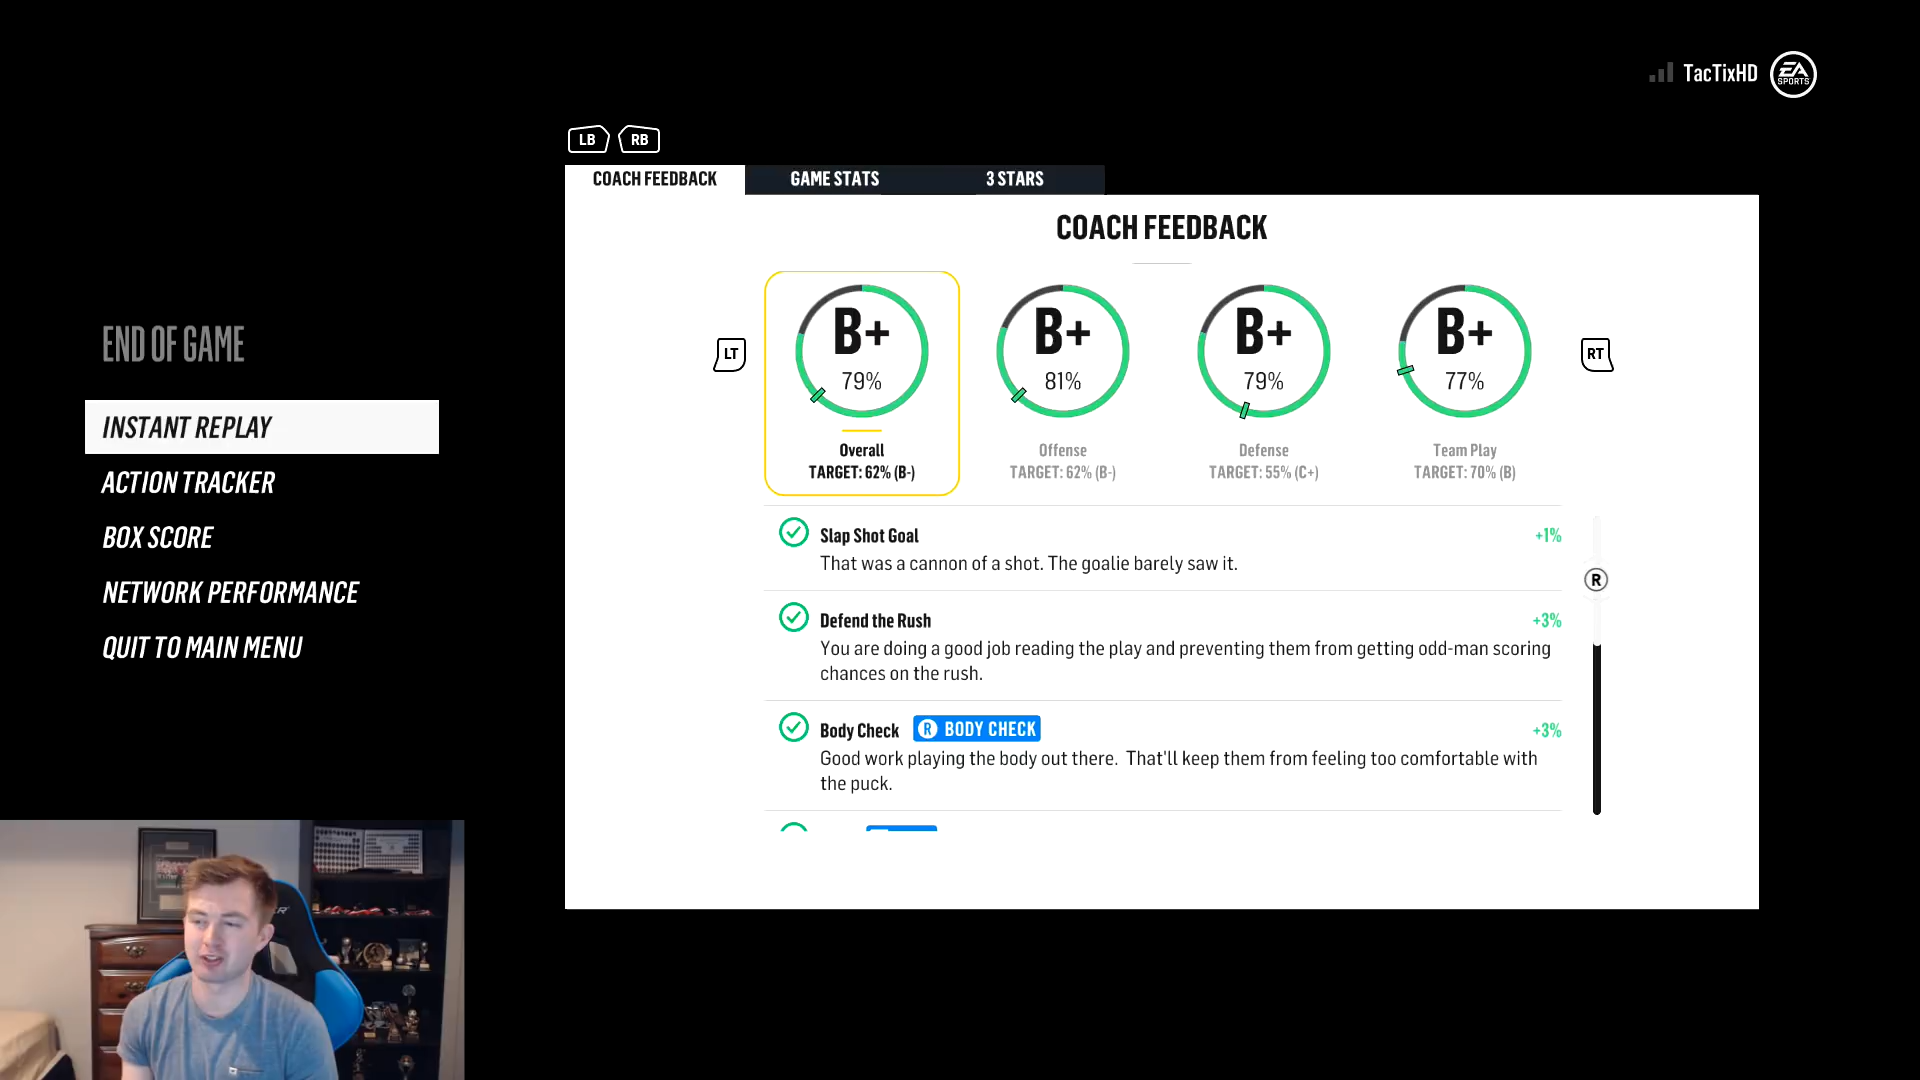 TacTixHD
EA
SPORTS
LB RB
COACH FEEDBACK GAME STATS 3 STARS
COACH FEEDBACK
LT
B+
79%
Overall
TARGET: 62% (B-)
B+
81%
Offense
TARGET: 62% (B-)
B+
79%
Defense
TARGET: 55% (C+)
B+
77%
Team Play
TARGET: 70% (B)
RT
END OF GAME
INSTANT REPLAY
ACTION TRACKER
BOX SCORE
NETWORK PERFORMANCE
QUIT TO MAIN MENU
Slap Shot Goal +1%
That was a cannon of a shot. The goalie barely saw it.
R
Defend the Rush +3%
You are doing a good job reading the play and preventing them from getting odd-man scoring
chances on the rush.
Body Check R BODY CHECK +3%
Good work playing the body out there. That'll keep them from feeling too comfortable with
the puck.